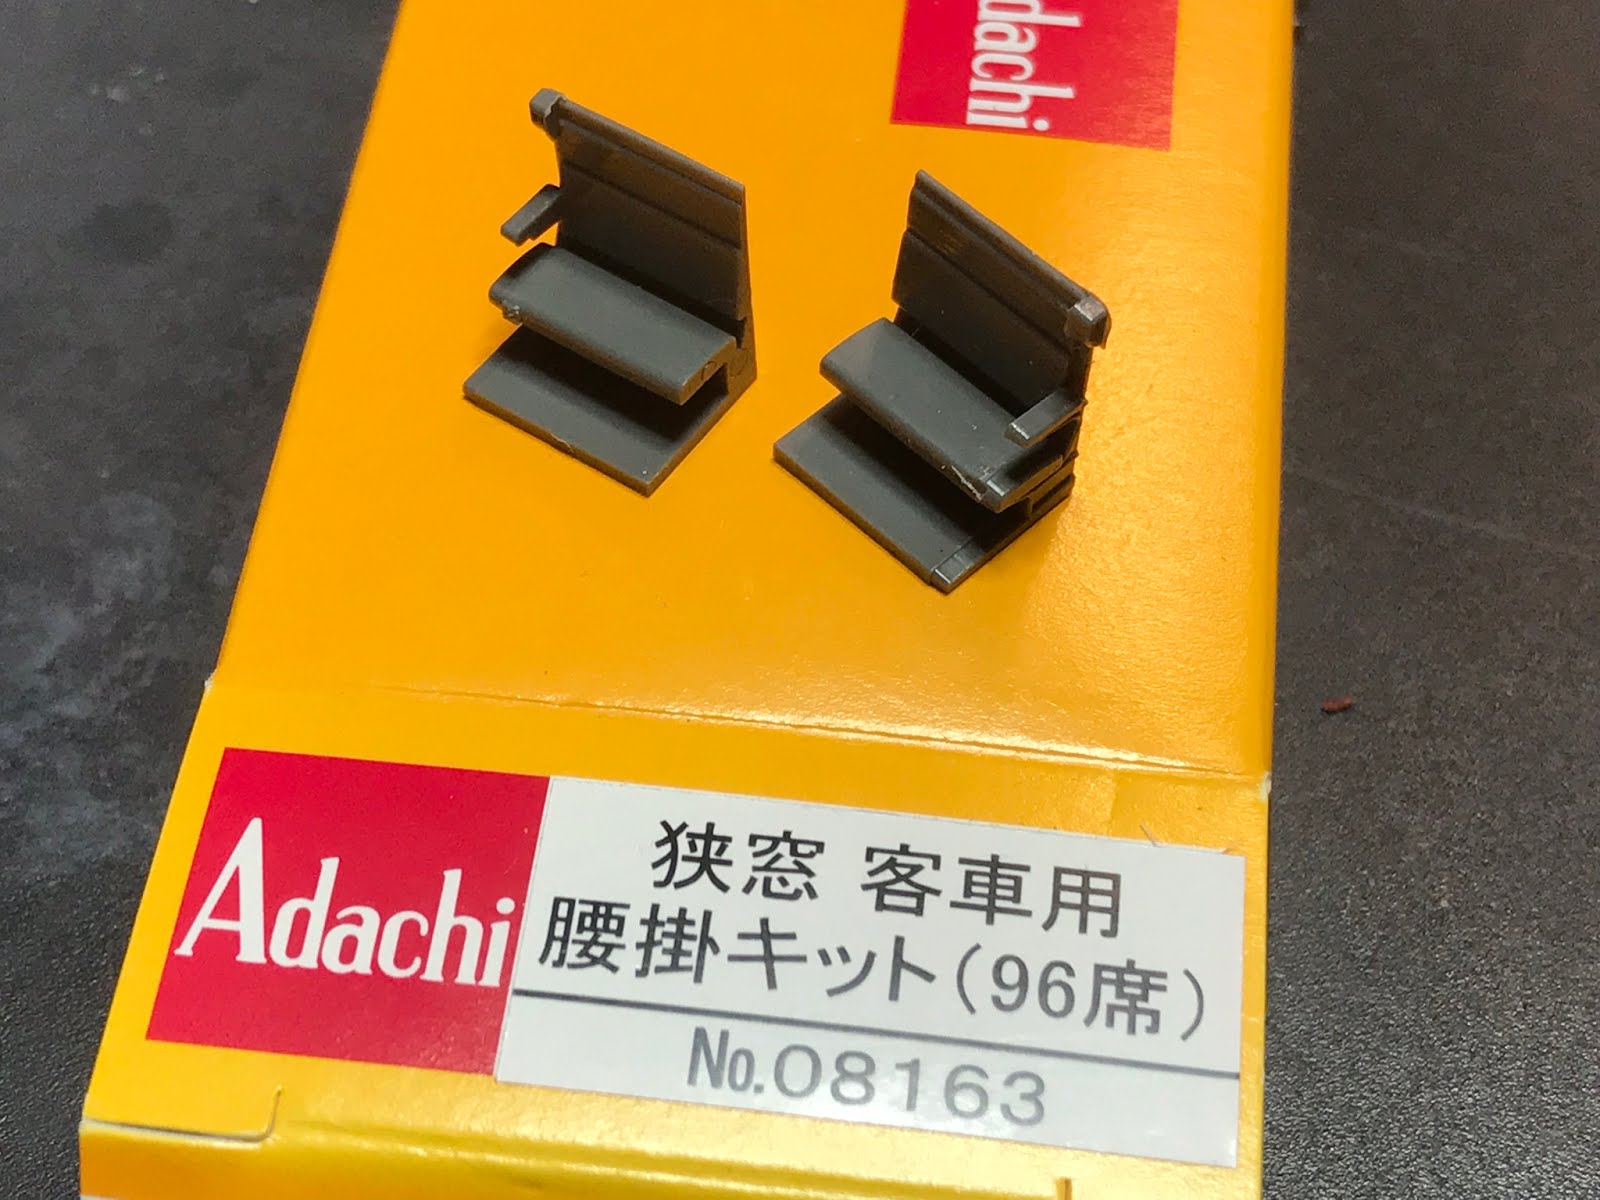 dachi
Adachi
狭窓 客車用
腰掛キット(96席)
№.08163